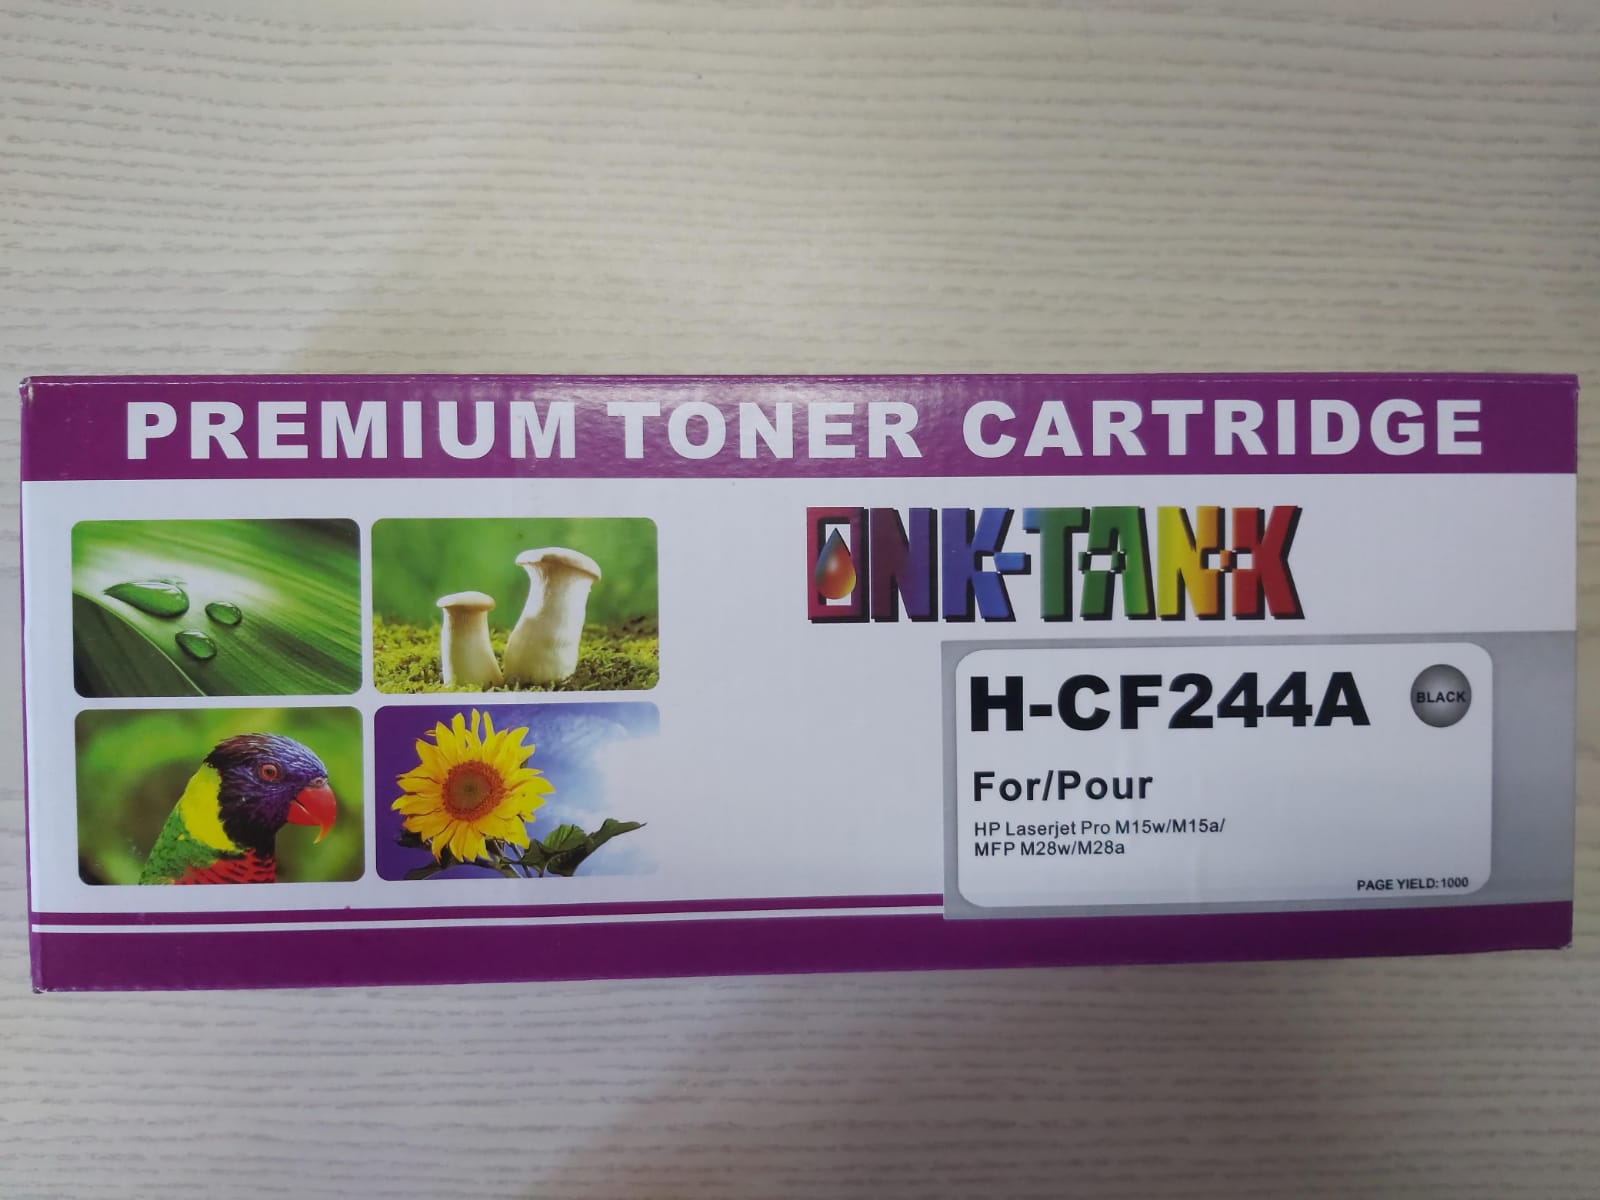 PREMIUM TONER CARTRIDGE
INK-TANK
H-CF244A
BLACK
For/Pour
HP Laserjet Pro M15w/M15a/
MFP M28w/M28a
PAGE YIELD:1000